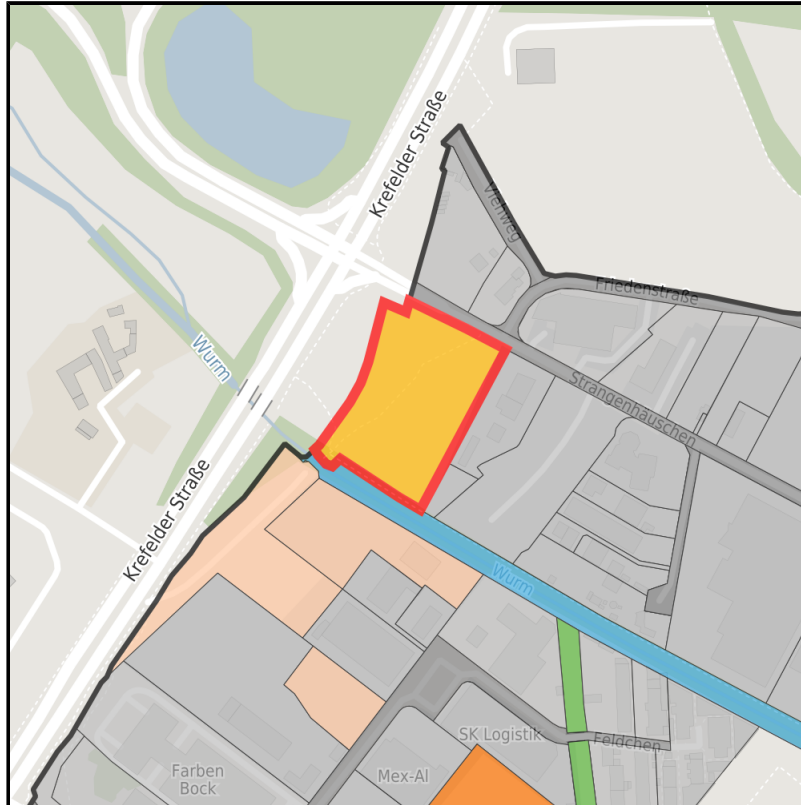 Krefelder Straße
Viehweg
Friedenstraße
Wurm
Strangenhäuschen
Krefelder Straße
Wurm
SK Logistik
Feldchen
Farben
Bock
Mex-Al